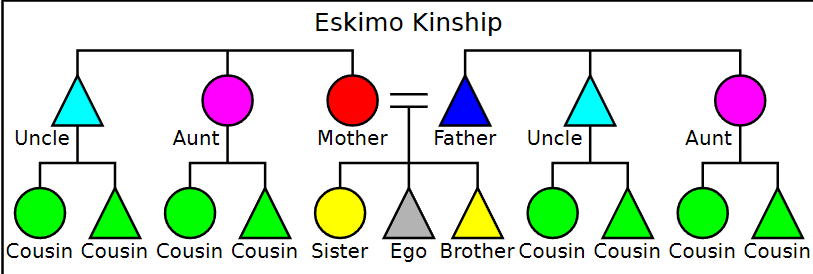 Eskimo Kinship
Uncle Aunt Mother Father Uncle Aunt
Cousin Cousin Cousin Cousin Sister Ego Brother Cousin Cousin Cousin Cousin